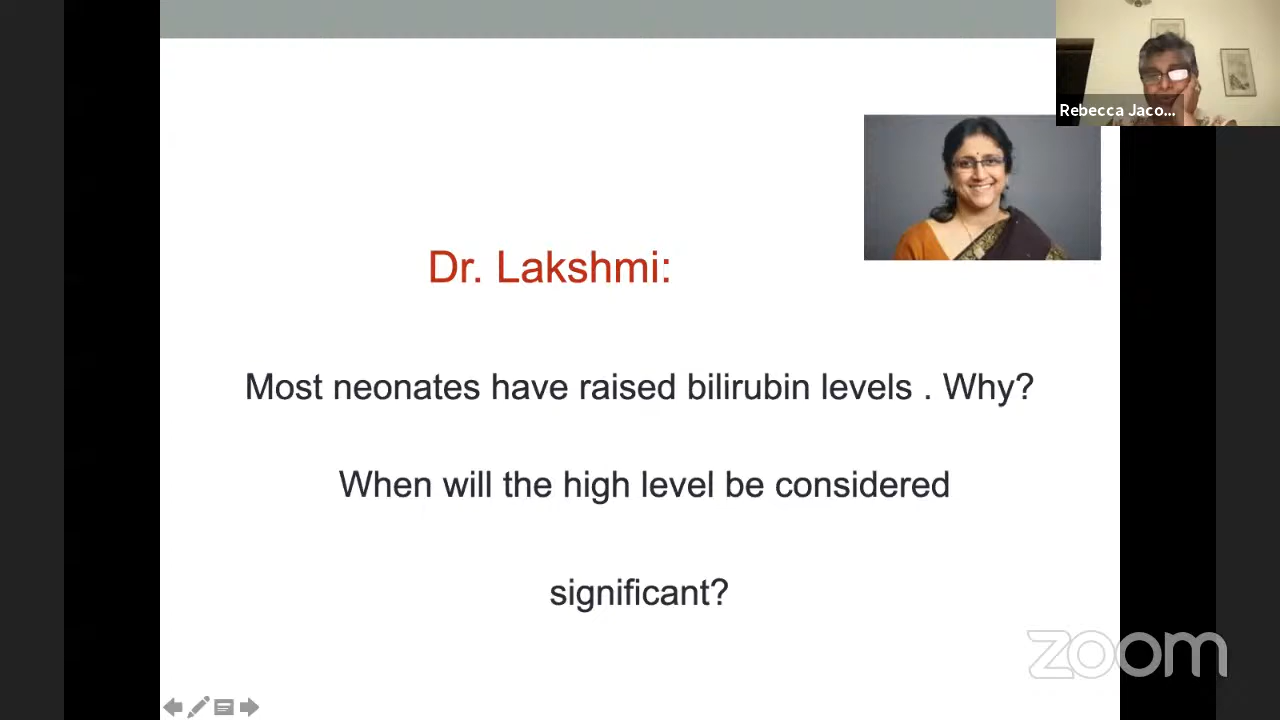 Rebecca Jaco...
Dr. Lakshmi:
Most neonates have raised bilirubin levels . Why?
When will the high level be considered
significant?
zoom